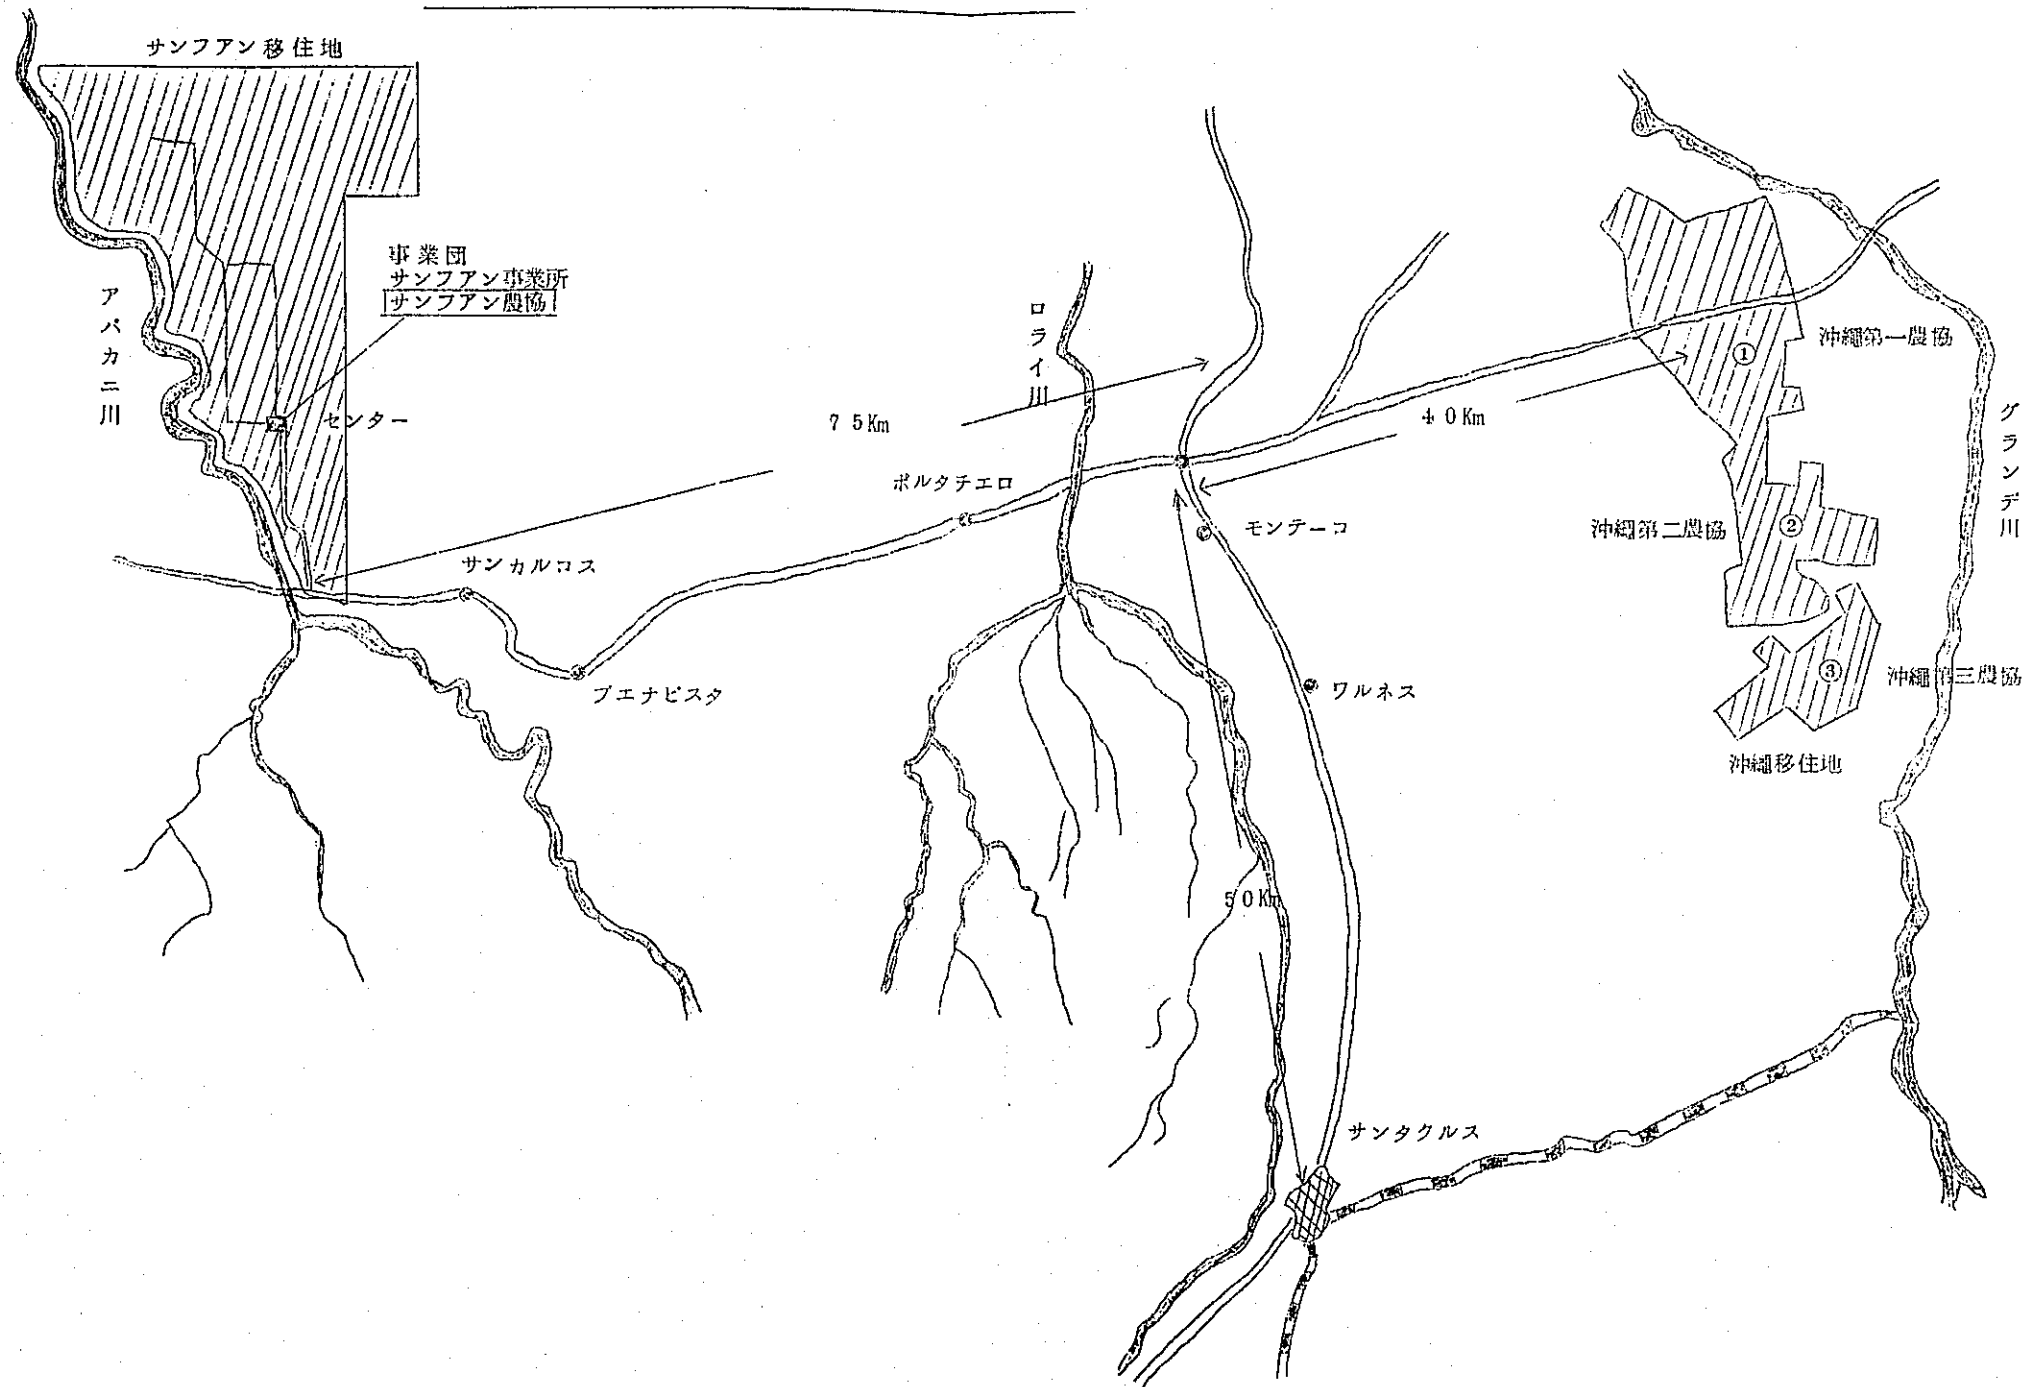 サンフアン移住地
事業団
サンフアン事業所
サンフアン農協
アパカニ川
センター
ロライ川
75Km
40Km
沖縄第一農協
①
グランデ川
ポルタチエロ
モンテーコ
沖縄第二農協
②
サンカルロス
ブエナビスタ
ワルネス
③
沖縄第三農協
沖縄移住地
50Km
サンタクルス